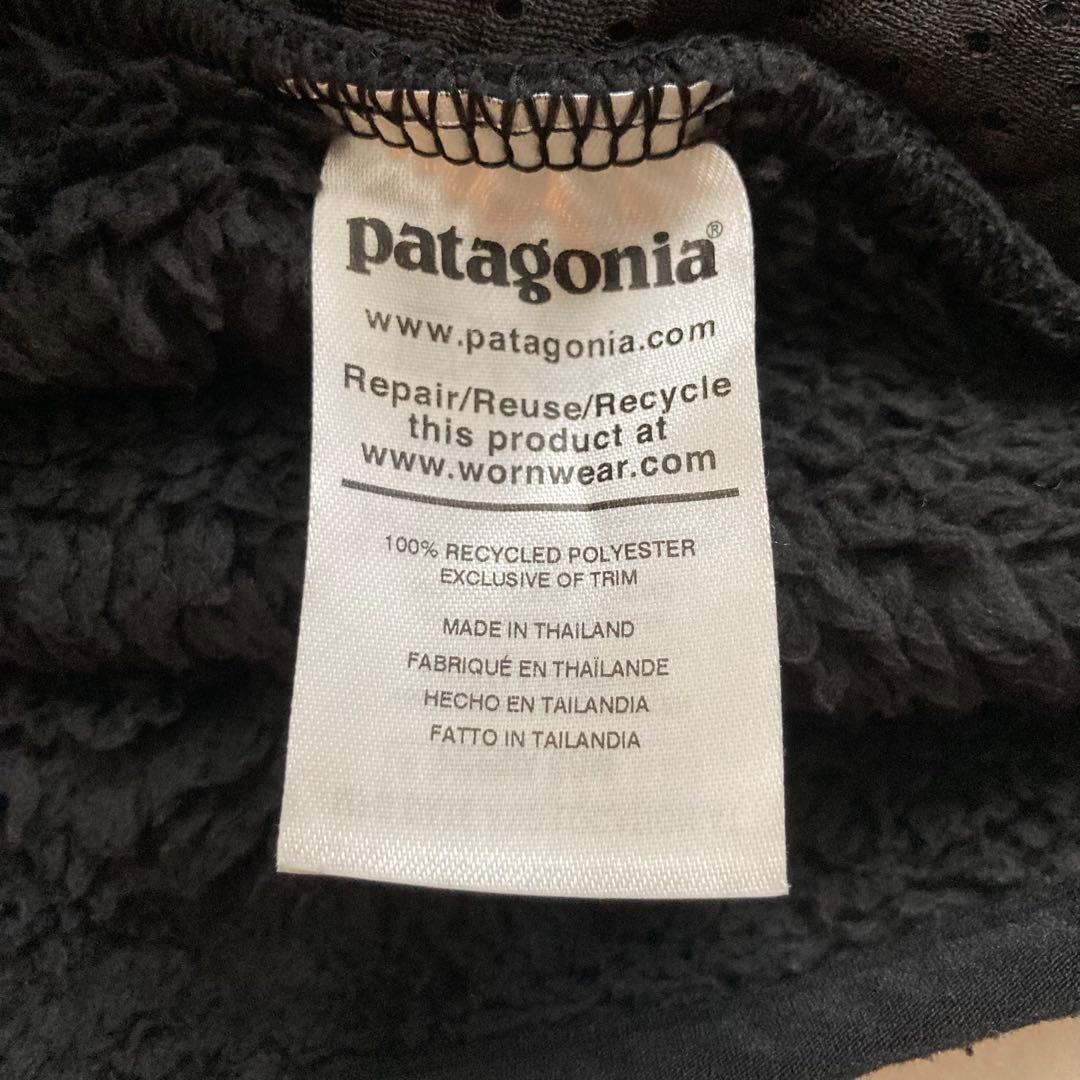 patagonia®
www.patagonia.com
Repair/Reuse/Recycle
this product at
www.wornwear.com
100% RECYCLED POLYESTER
EXCLUSIVE OF TRIM
MADE IN THAILAND
FABRIQUÉ EN THAÏLANDE
HECHO EN TAILANDIA
FATTO IN TAILANDIA